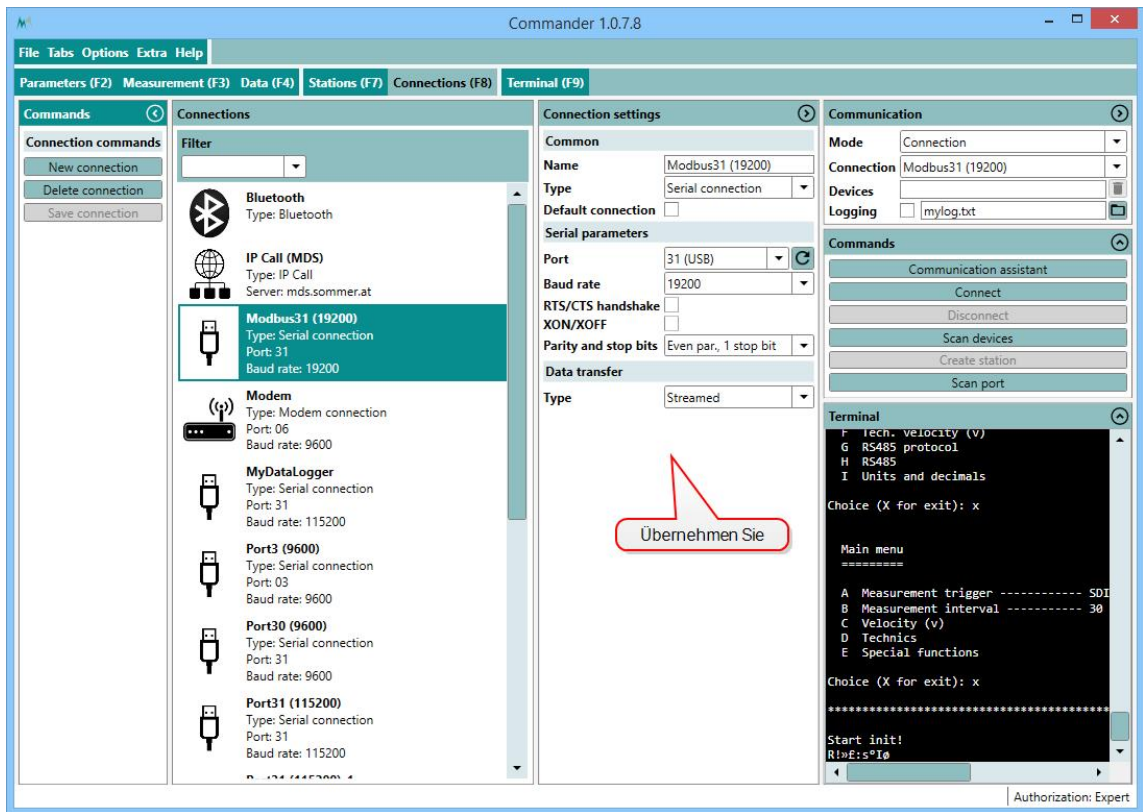 Commander 1.0.7.8
File Tabs Options Extra Help
Parameters (F2) Measurement (F3) Data (F4) Stations (F7) Connections (F8) Terminal (F9)
Commands
Connection commands
New connection
Delete connection
Save connection
Connections
Filter
Bluetooth
Type: Bluetooth
IP Call (MDS)
Type: IP Call
Server: mds.sommer.at
Modbus31 (19200)
Type: Serial connection
Port: 31
Baud rate: 19200
Modem
Type: Modem connection
Port: 06
Baud rate: 9600
MyDataLogger
Type: Serial connection
Port: 31
Baud rate: 115200
Port3 (9600)
Type: Serial connection
Port: 03
Baud rate: 9600
Port30 (9600)
Type: Serial connection
Port: 31
Baud rate: 9600
Port31 (115200)
Type: Serial connection
Port: 31
Baud rate: 115200
Connection settings
Common
Name Modbus31 (19200)
Type Serial connection
Default connection
Serial parameters
Port 31 (USB)
Baud rate 19200
RTS/CTS handshake
XON/XOFF
Parity and stop bits Even par., 1 stop bit
Data transfer
Type Streamed
Übernehmen Sie
Communication
Mode Connection
Connection Modbus31 (19200)
Devices
Logging mylog.txt
Commands
Communication assistant
Connect
Disconnect
Scan devices
Create station
Scan port
Terminal
F Tech. velocity (v)
G RS485 protocol
H RS485
I Units and decimals
Choice (X for exit): x
Main menu
=========
A Measurement trigger ------------ SDI
B Measurement interval ----------- 30
C Velocity (v)
D Technics
E Special functions
Choice (X for exit): x
*****************************************
Start init!
R!»£:s°Iø
Authorization: Expert